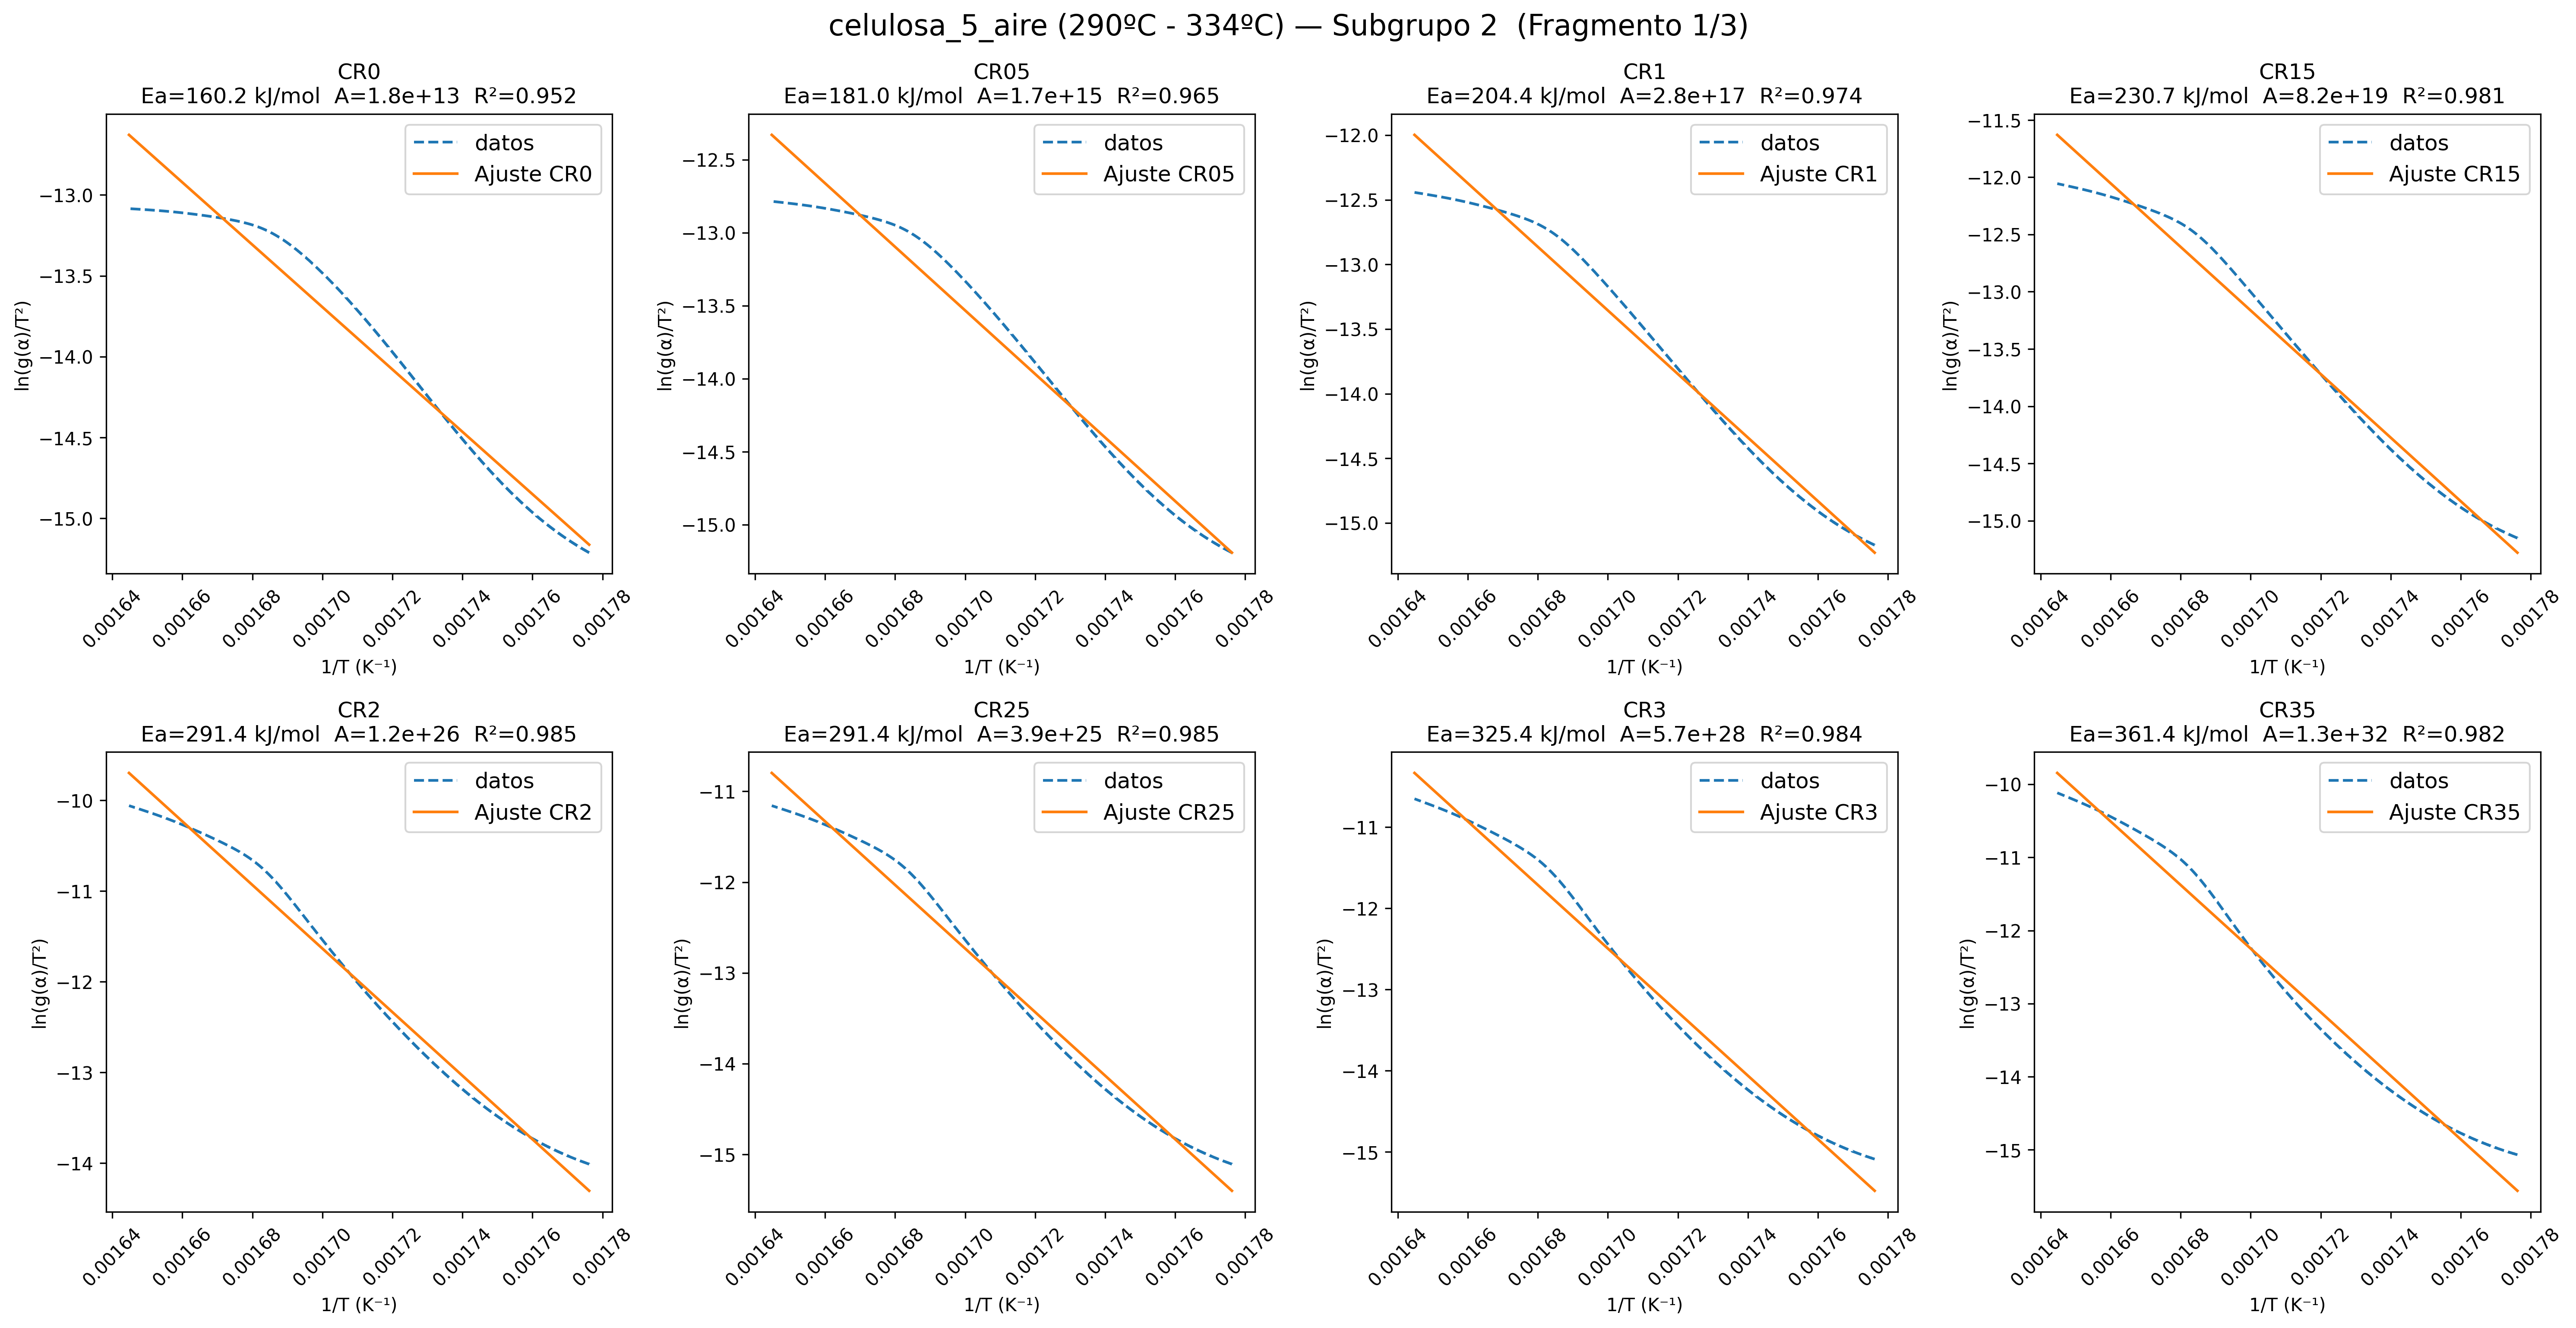 celulosa_5_aire (290ºC - 334ºC) — Subgrupo 2  (Fragmento 1/3)
CR0
Ea=160.2 kJ/mol  A=1.8e+13  R²=0.952
datos
Ajuste CR0
ln(g(α)/T²)
−13.0
−13.5
−14.0
−14.5
−15.0
0.00164 0.00166 0.00168 0.00170 0.00172 0.00174 0.00176 0.00178
1/T (K⁻¹)
CR05
Ea=181.0 kJ/mol  A=1.7e+15  R²=0.965
datos
Ajuste CR05
ln(g(α)/T²)
−12.5
−13.0
−13.5
−14.0
−14.5
−15.0
0.00164 0.00166 0.00168 0.00170 0.00172 0.00174 0.00176 0.00178
1/T (K⁻¹)
CR1
Ea=204.4 kJ/mol  A=2.8e+17  R²=0.974
datos
Ajuste CR1
ln(g(α)/T²)
−12.0
−12.5
−13.0
−13.5
−14.0
−14.5
−15.0
0.00164 0.00166 0.00168 0.00170 0.00172 0.00174 0.00176 0.00178
1/T (K⁻¹)
CR15
Ea=230.7 kJ/mol  A=8.2e+19  R²=0.981
datos
Ajuste CR15
ln(g(α)/T²)
−11.5
−12.0
−12.5
−13.0
−13.5
−14.0
−14.5
−15.0
0.00164 0.00166 0.00168 0.00170 0.00172 0.00174 0.00176 0.00178
1/T (K⁻¹)
CR2
Ea=291.4 kJ/mol  A=1.2e+26  R²=0.985
datos
Ajuste CR2
ln(g(α)/T²)
−10
−11
−12
−13
−14
0.00164 0.00166 0.00168 0.00170 0.00172 0.00174 0.00176 0.00178
1/T (K⁻¹)
CR25
Ea=291.4 kJ/mol  A=3.9e+25  R²=0.985
datos
Ajuste CR25
ln(g(α)/T²)
−11
−12
−13
−14
−15
0.00164 0.00166 0.00168 0.00170 0.00172 0.00174 0.00176 0.00178
1/T (K⁻¹)
CR3
Ea=325.4 kJ/mol  A=5.7e+28  R²=0.984
datos
Ajuste CR3
ln(g(α)/T²)
−11
−12
−13
−14
−15
0.00164 0.00166 0.00168 0.00170 0.00172 0.00174 0.00176 0.00178
1/T (K⁻¹)
CR35
Ea=361.4 kJ/mol  A=1.3e+32  R²=0.982
datos
Ajuste CR35
ln(g(α)/T²)
−10
−11
−12
−13
−14
−15
0.00164 0.00166 0.00168 0.00170 0.00172 0.00174 0.00176 0.00178
1/T (K⁻¹)